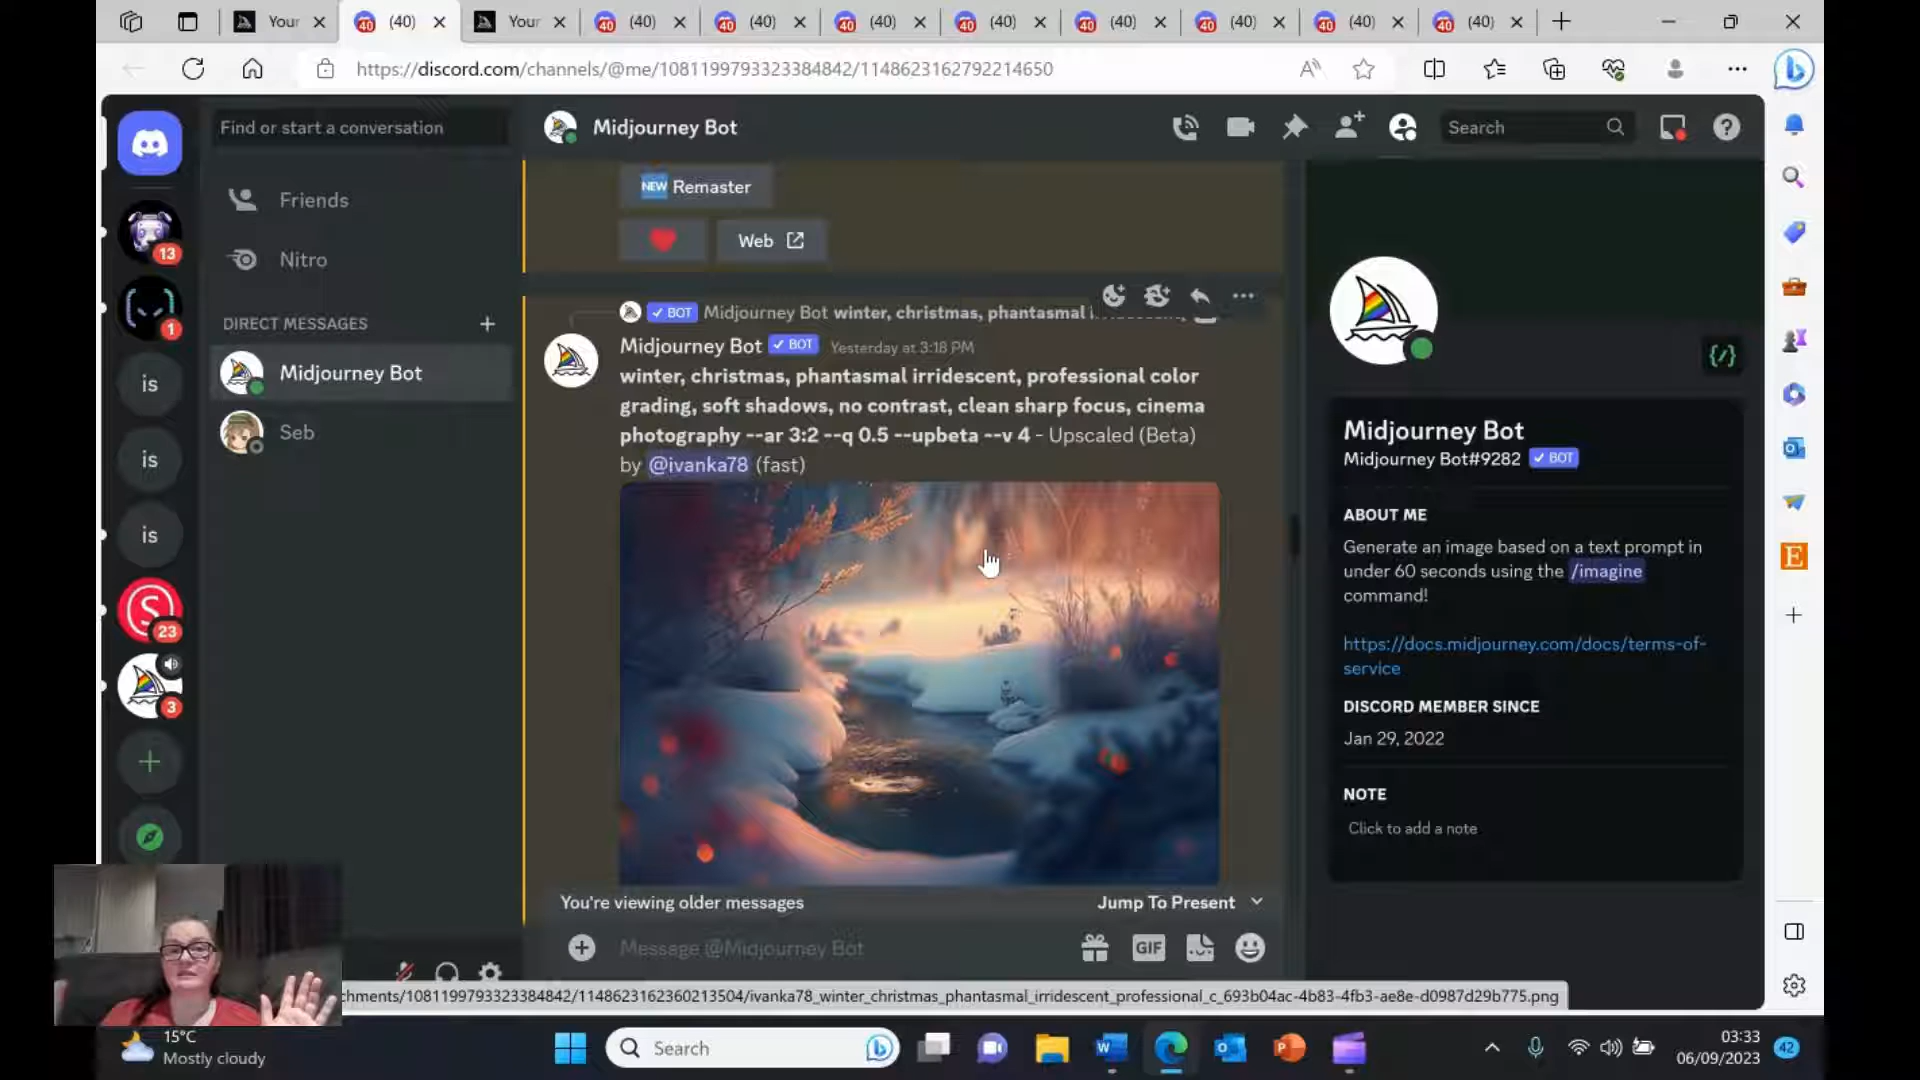 Your
(40)
Your
(40)
(40)
(40)
(40)
(40)
(40)
(40)
(40)
https://discord.com/channels/@me/1081199793323384842/1148623162792214650
Find or start a conversation
Midjourney Bot
Search
Friends
Nitro
DIRECT MESSAGES
Midjourney Bot
Seb
13
1
is
is
is
23
3
NEW Remaster
Web
BOT Midjourney Bot winter, christmas, phantasmal
Midjourney Bot BOT Yesterday at 3:18 PM
winter, christmas, phantasmal irridescent, professional color
grading, soft shadows, no contrast, clean sharp focus, cinema
photography --ar 3:2 --q 0.5 --upbeta --v 4 - Upscaled (Beta)
by @ivanka78 (fast)
You're viewing older messages
Jump To Present
Message @Midjourney Bot
GIF
Midjourney Bot
Midjourney Bot#9282 BOT
ABOUT ME
Generate an image based on a text prompt in
under 60 seconds using the /imagine
command!
https://docs.midjourney.com/docs/terms-of-
service
DISCORD MEMBER SINCE
Jan 29, 2022
NOTE
Click to add a note
chments/1081199793323384842/1148623162360213504/ivanka78_winter_christmas_phantasmal_irridescent_professional_c_693b04ac-4b83-4fb3-ae8e-d0987d29b775.png
15°C
Mostly cloudy
Search
03:33
06/09/2023
42